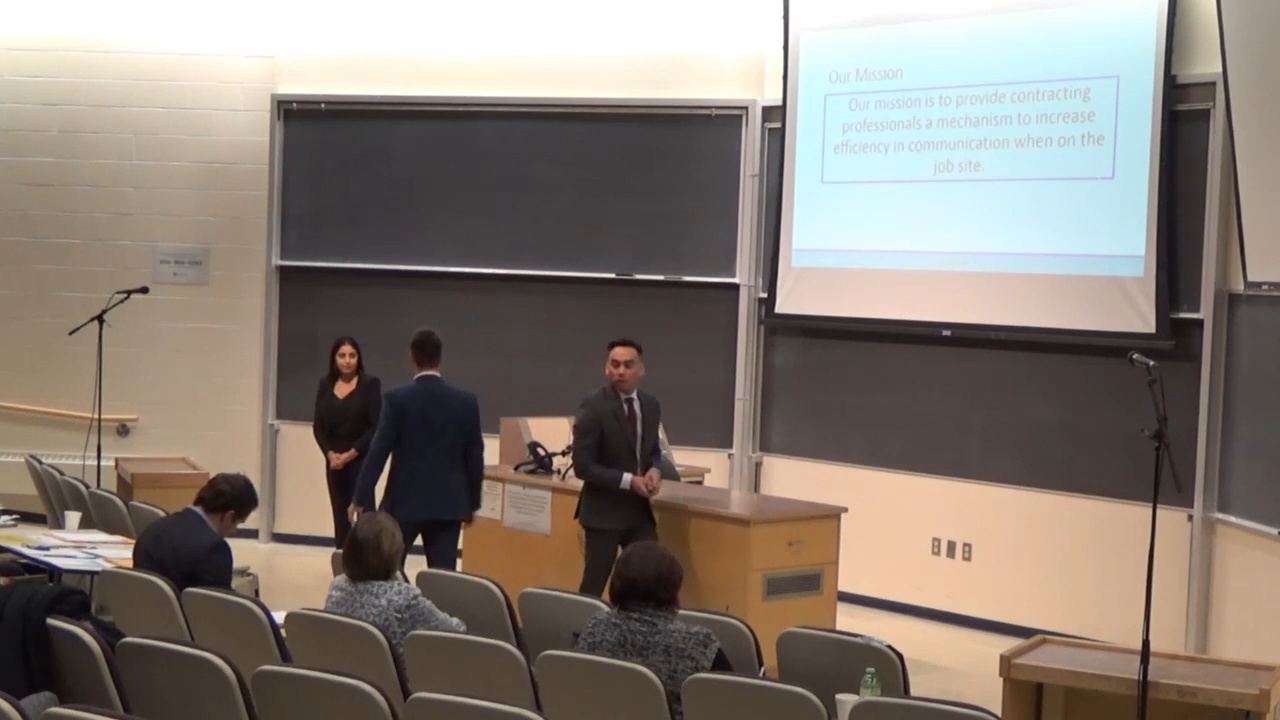 Our Mission
Our mission is to provide contracting
professionals a mechanism to increase
efficiency in communication when on the
job site.